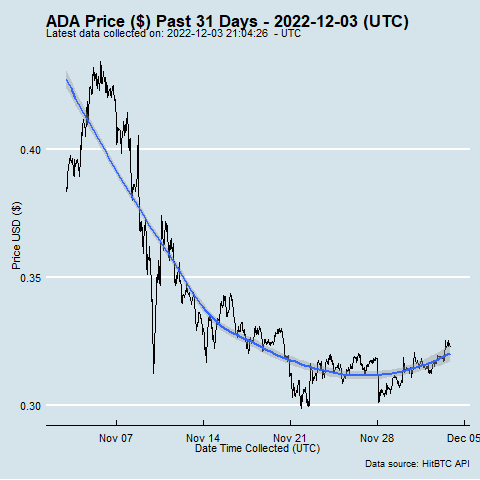 ADA Price ($) Past 31 Days - 2022-12-03 (UTC)
Latest data collected on: 2022-12-03 21:04:26 - UTC
Price USD ($)
0.40
0.35
0.30
Nov 07 Nov 14 Nov 21 Nov 28 Dec 05
Date Time Collected (UTC)
Data source: HitBTC API